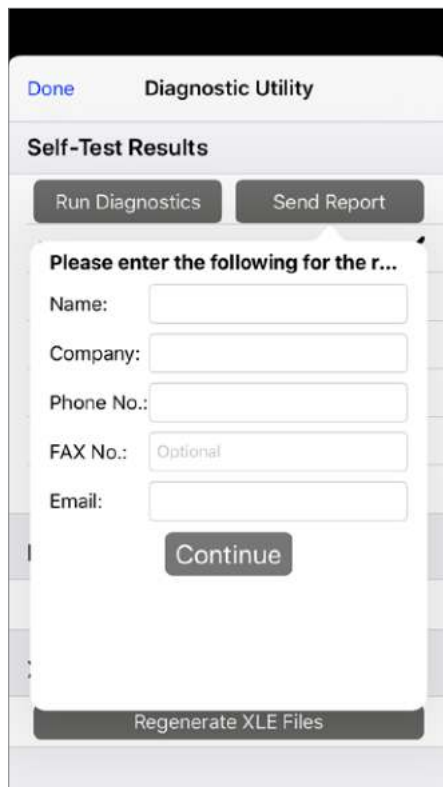 Done Diagnostic Utility
Self-Test Results
Run Diagnostics Send Report
Please enter the following for the r...
Name:
Company:
Phone No.:
FAX No.: Optional
Email:
Continue
Regenerate XLE Files